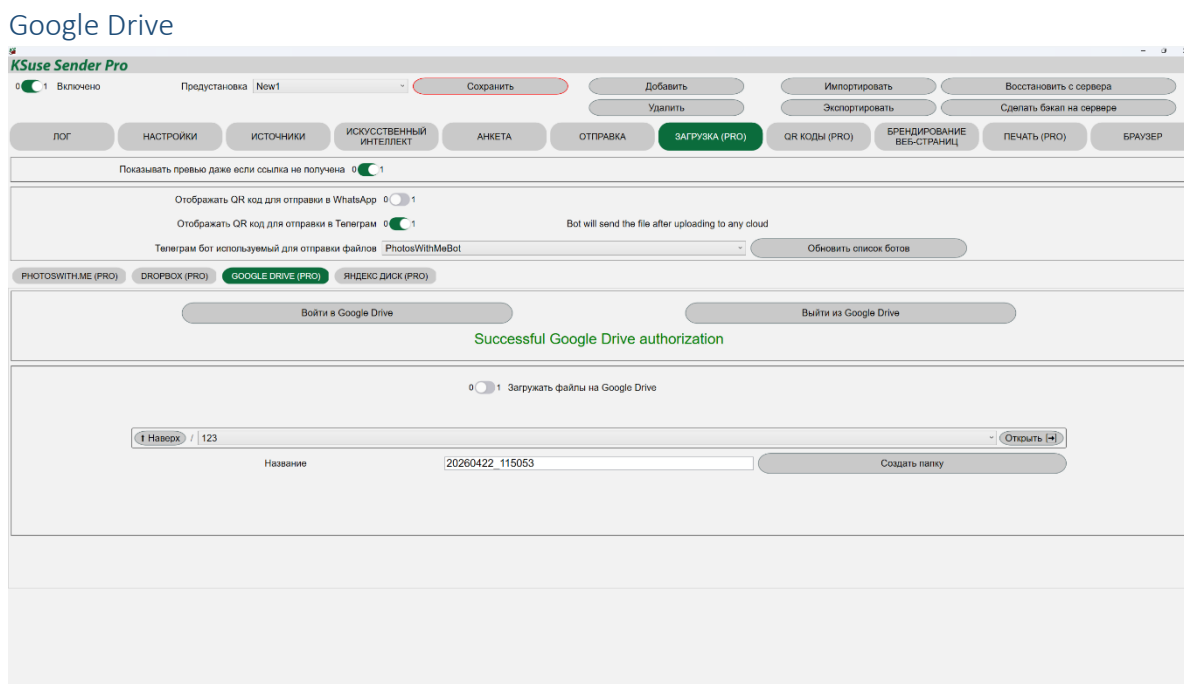 Google Drive
KSuse Sender Pro
0 1 Включено Предустановка New1 Сохранить Добавить Импортировать Восстановить с сервера
Удалить Экспортировать Сделать бэкап на сервере
ЛОГ НАСТРОЙКИ ИСТОЧНИКИ ИСКУССТВЕННЫЙ ИНТЕЛЛЕКТ АНКЕТА ОТПРАВКА ЗАГРУЗКА (PRO) QR КОДЫ (PRO) БРЕНДИРОВАНИЕ ВЕБ-СТРАНИЦ ПЕЧАТЬ (PRO) БРАУЗЕР
Показывать превью даже если ссылка не получена 0 1
Отображать QR код для отправки в WhatsApp 0 1
Отображать QR код для отправки в Телеграм 0 1 Bot will send the file after uploading to any cloud
Телеграм бот используемый для отправки файлов PhotosWithMeBot Обновить список ботов
PHOTOSWITH.ME (PRO) DROPBOX (PRO) GOOGLE DRIVE (PRO) ЯНДЕКС ДИСК (PRO)
Войти в Google Drive Выйти из Google Drive
Successful Google Drive authorization
0 1 Загружать файлы на Google Drive
⬆ Наверх / 123 Открыть [➜]
Название 20260422_115053 Создать папку